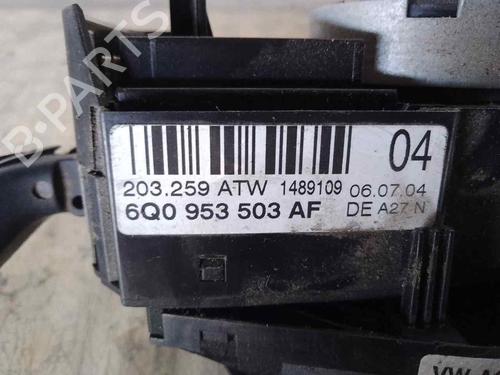 B-PARTS
04
203.259 ATW 1489109 06.07.04
6Q0 953 503 AF DE A27 N